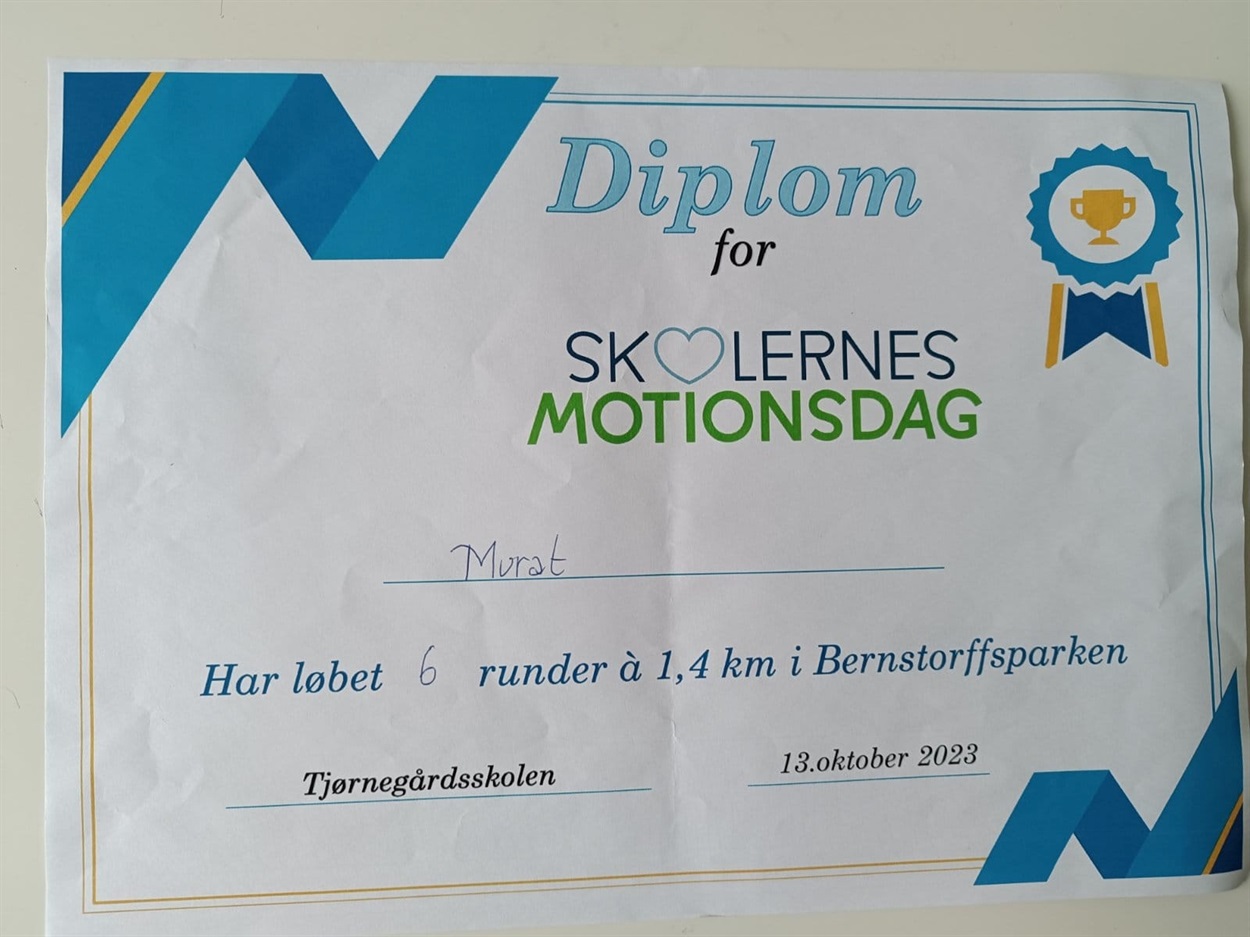 Diplom
for
SKOLERNES
MOTIONSDAG
Murat
Har løbet 6 runder à 1,4 km i Bernstorffsparken
Tjørnegårdsskolen
13.oktober 2023